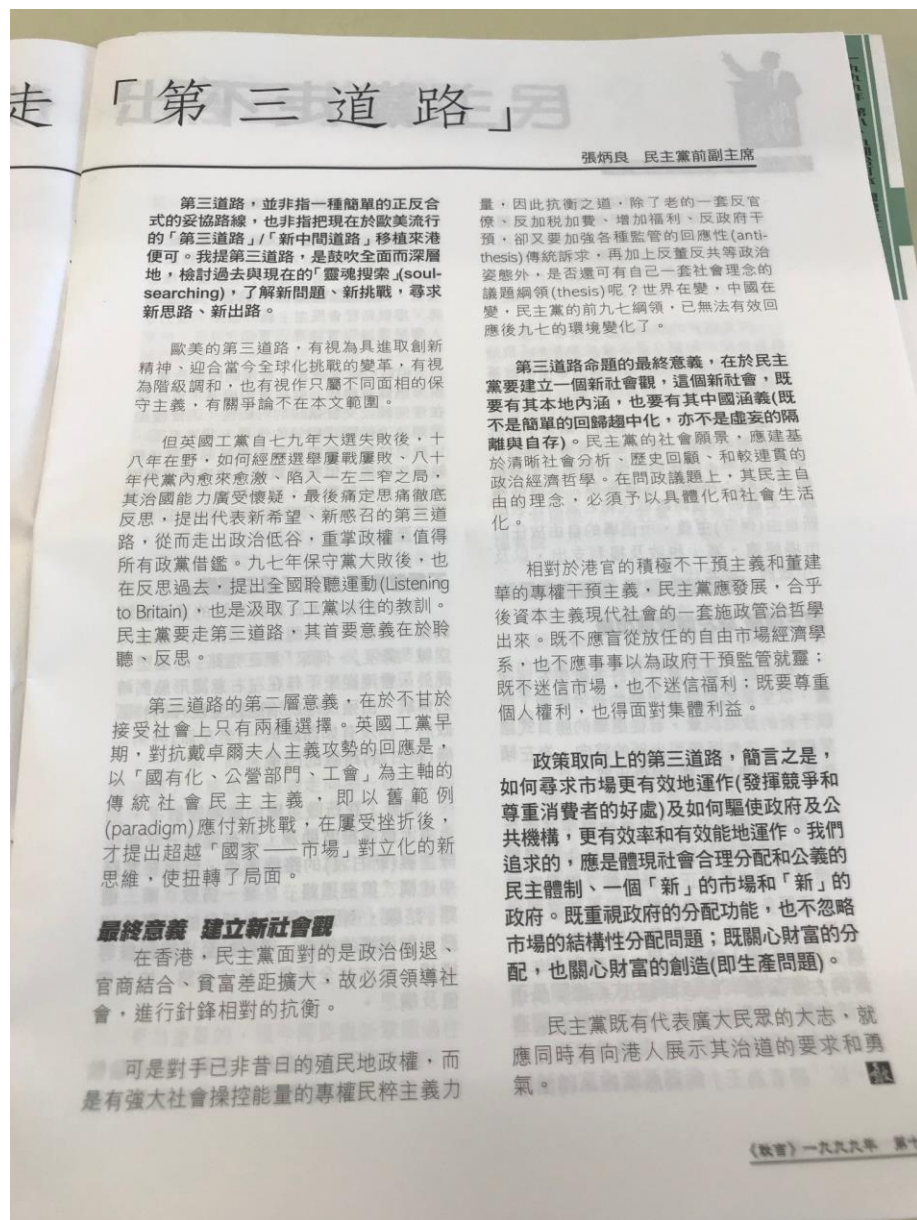 走 「第三道路」
張炳良　民主黨前副主席
第三道路，並非指一種簡單的正反合
式的妥協路線，也非指把現在於歐美流行
的「第三道路」/「新中間道路」移植來港
便可。我提第三道路，是鼓吹全面而深層
地，檢討過去與現在的「靈魂搜索」(soul-
searching)，了解新問題、新挑戰，尋求
新思路、新出路。
歐美的第三道路，有視為具進取創新
精神、迎合當今全球化挑戰的變革，有視
為階級調和，也有視作只屬不同面相的保
守主義，有關爭論不在本文範圍。
但英國工黨自七九年大選失敗後，十
八年在野，如何經歷選舉屢戰屢敗、八十
年代黨內愈來愈激、陷入一左二窄之局，
其治國能力廣受懷疑，最後痛定思痛徹底
反思，提出代表新希望、新感召的第三道
路，從而走出政治低谷，重掌政權，值得
所有政黨借鑑。九七年保守黨大敗後，也
在反思過去，提出全國聆聽運動(Listening
to Britain)，也是汲取了工黨以往的教訓。
民主黨要走第三道路，其首要意義在於聆
聽、反思。
第三道路的第二層意義，在於不甘於
接受社會上只有兩種選擇。英國工黨早
期，對抗戴卓爾夫人主義攻勢的回應是，
以「國有化、公營部門、工會」為主軸的
傳統社會民主主義，即以舊範例
(paradigm)應付新挑戰，在屢受挫折後，
才提出超越「國家——市場」對立化的新
思維，使扭轉了局面。
最終意義 建立新社會觀
在香港，民主黨面對的是政治倒退、
官商結合、貧富差距擴大，故必須領導社
會，進行針鋒相對的抗衡。
可是對手已非昔日的殖民地政權，而
是有強大社會操控能量的專權民粹主義力
量，因此抗衡之道，除了老的一套反官
僚、反加稅加費、增加福利、反政府干
預，卻又要加強各種監管的回應性(anti-
thesis)傳統訴求，再加上反董反共等政治
姿態外，是否還可有自己一套社會理念的
議題綱領(thesis)呢？世界在變，中國在
變，民主黨的前九七綱領，已無法有效回
應後九七的環境變化了。
第三道路命題的最終意義，在於民主
黨要建立一個新社會觀，這個新社會，既
要有其本地內涵，也要有其中國涵義(既
不是簡單的回歸趨中化，亦不是虛妄的隔
離與自存)。民主黨的社會願景，應建基
於清晰社會分析、歷史回顧、和較連貫的
政治經濟哲學。在問政議題上，其民主自
由的理念，必須予以具體化和社會生活
化。
相對於港官的積極不干預主義和董建
華的專權干預主義，民主黨應發展，合乎
後資本主義現代社會的一套施政管治哲學
出來。既不應盲從放任的自由市場經濟學
系，也不應事事以為政府干預監管就靈；
既不迷信市場，也不迷信福利；既要尊重
個人權利，也得面對集體利益。
政策取向上的第三道路，簡言之是，
如何尋求市場更有效地運作(發揮競爭和
尊重消費者的好處)及如何驅使政府及公
共機構，更有效率和有效能地運作。我們
追求的，應是體現社會合理分配和公義的
民主體制、一個「新」的市場和「新」的
政府。既重視政府的分配功能，也不忽略
市場的結構性分配問題；既關心財富的分
配，也關心財富的創造(即生產問題)。
民主黨既有代表廣大民眾的大志，就
應同時有向港人展示其治道的要求和勇
氣。
一九九九年 第